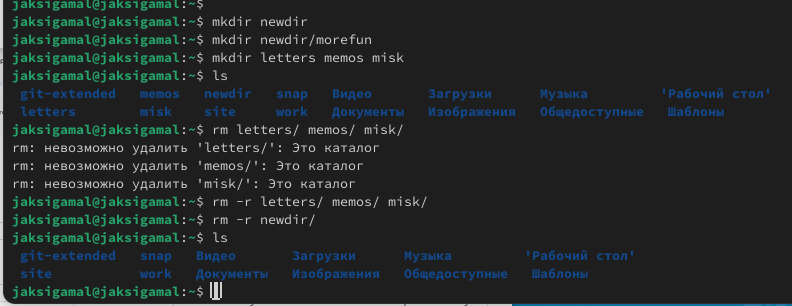 jaksigamal@jaksigamal:~$
jaksigamal@jaksigamal:~$ mkdir newdir
jaksigamal@jaksigamal:~$ mkdir newdir/morefun
jaksigamal@jaksigamal:~$ mkdir letters memos misk
jaksigamal@jaksigamal:~$ ls
git-extended memos newdir snap Видео Загрузки Музыка 'Рабочий стол'
letters misk site work Документы Изображения Общедоступные Шаблоны
jaksigamal@jaksigamal:~$ rm letters/ memos/ misk/
rm: невозможно удалить 'letters/': Это каталог
rm: невозможно удалить 'memos/': Это каталог
rm: невозможно удалить 'misk/': Это каталог
jaksigamal@jaksigamal:~$ rm -r letters/ memos/ misk/
jaksigamal@jaksigamal:~$ rm -r newdir/
jaksigamal@jaksigamal:~$ ls
git-extended snap Видео Загрузки Музыка 'Рабочий стол'
site work Документы Изображения Общедоступные Шаблоны
jaksigamal@jaksigamal:~$